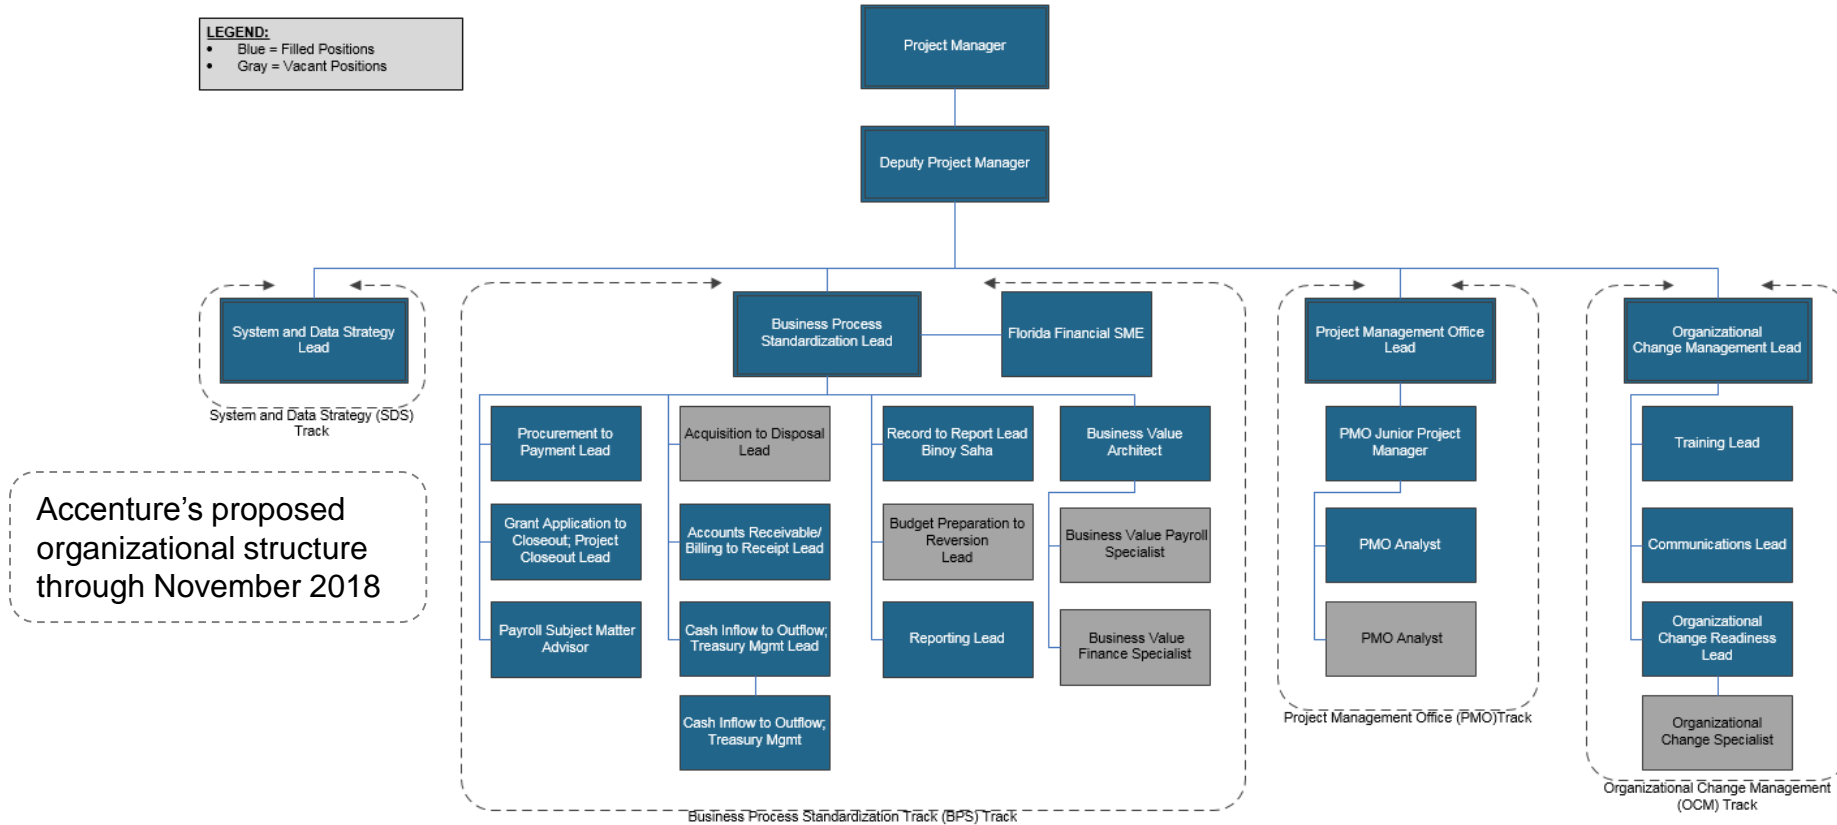 LEGEND:
• Blue = Filled Positions
• Gray = Vacant Positions
Project Manager
Deputy Project Manager
System and Data Strategy
Lead
System and Data Strategy (SDS)
Track
Business Process
Standardization Lead
Florida Financial SME
Project Management Office
Lead
Organizational
Change Management Lead
Procurement to
Payment Lead
Acquisition to Disposal
Lead
Record to Report Lead
Binoy Saha
Business Value
Architect
PMO Junior Project
Manager
Training Lead
Accenture’s proposed
organizational structure
through November 2018
Grant Application to
Closeout; Project
Closeout Lead
Accounts Receivable/
Billing to Receipt Lead
Budget Preparation to
Reversion
Lead
Business Value Payroll
Specialist
PMO Analyst
Communications Lead
Payroll Subject Matter
Advisor
Cash Inflow to Outflow;
Treasury Mgmt Lead
Reporting Lead
Business Value
Finance Specialist
PMO Analyst
Organizational
Change Readiness
Lead
Cash Inflow to Outflow;
Treasury Mgmt
Organizational
Change Specialist
Project Management Office (PMO)Track
Organizational Change Management
(OCM) Track
Business Process Standardization Track (BPS) Track